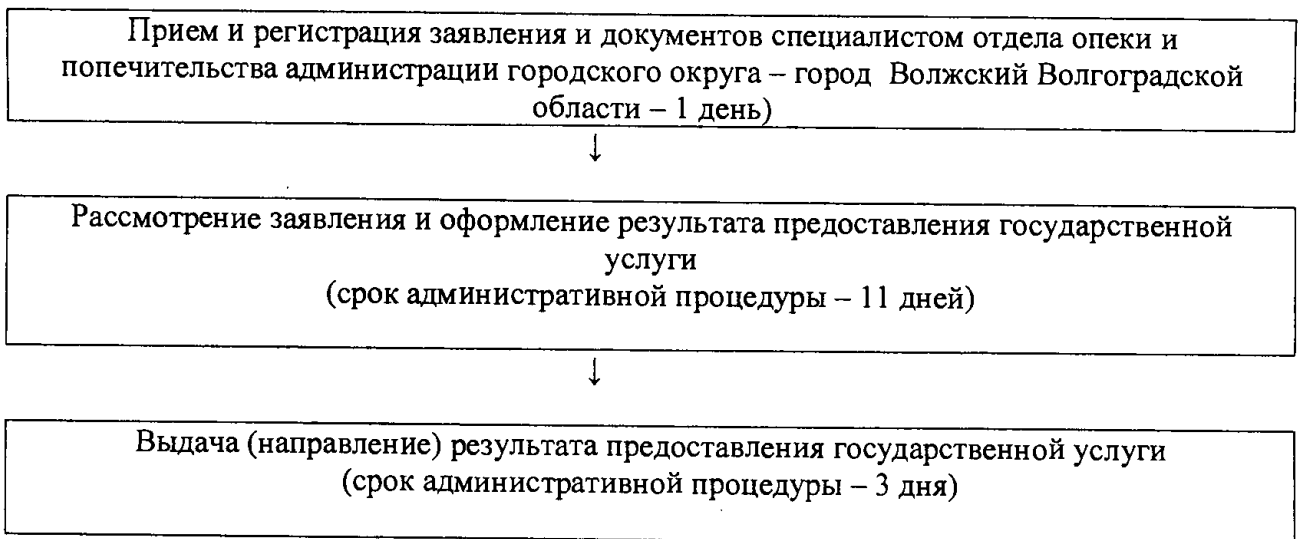 Прием и регистрация заявления и документов специалистом отдела опеки и
попечительства администрации городского округа – город Волжский Волгоградской
области – 1 день)
↓
Рассмотрение заявления и оформление результата предоставления государственной
услуги
(срок административной процедуры – 11 дней)
↓
Выдача (направление) результата предоставления государственной услуги
(срок административной процедуры – 3 дня)